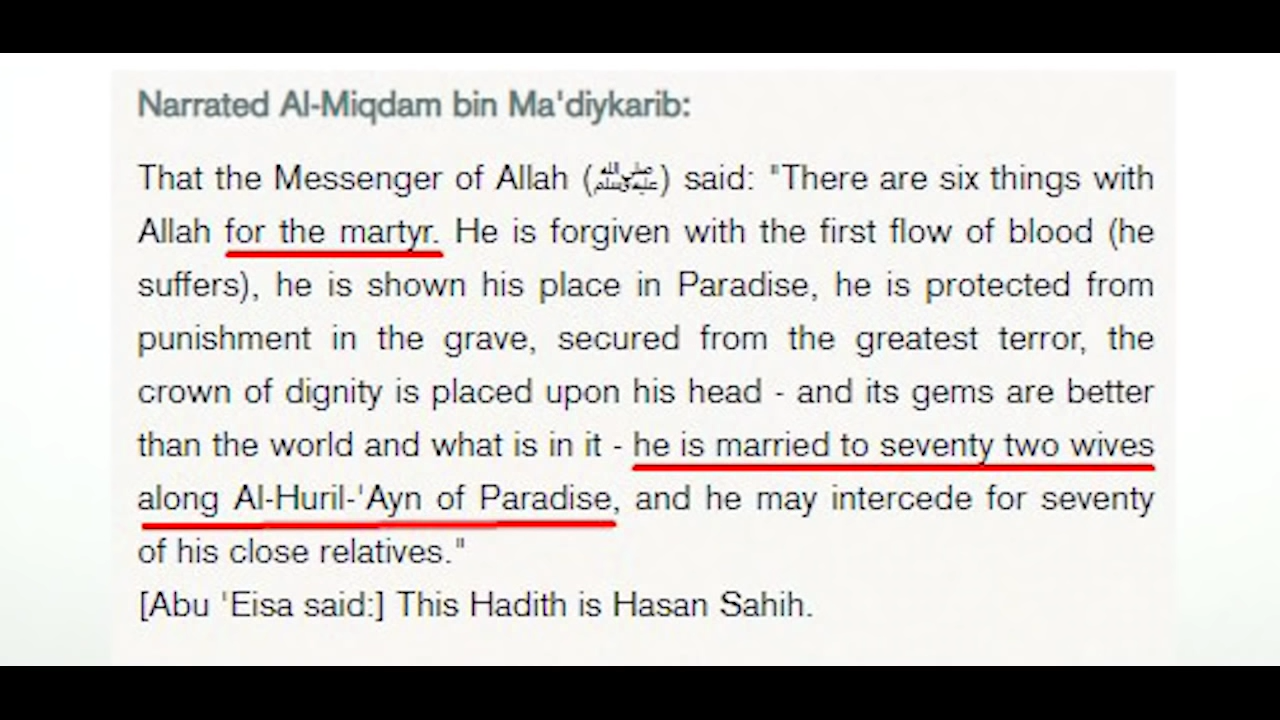 Narrated Al-Miqdam bin Ma'diykarib:
That the Messenger of Allah (ﷺ) said: "There are six things with
Allah for the martyr. He is forgiven with the first flow of blood (he
suffers), he is shown his place in Paradise, he is protected from
punishment in the grave, secured from the greatest terror, the
crown of dignity is placed upon his head - and its gems are better
than the world and what is in it - he is married to seventy two wives
along Al-Huril-'Ayn of Paradise, and he may intercede for seventy
of his close relatives."
[Abu 'Eisa said:] This Hadith is Hasan Sahih.